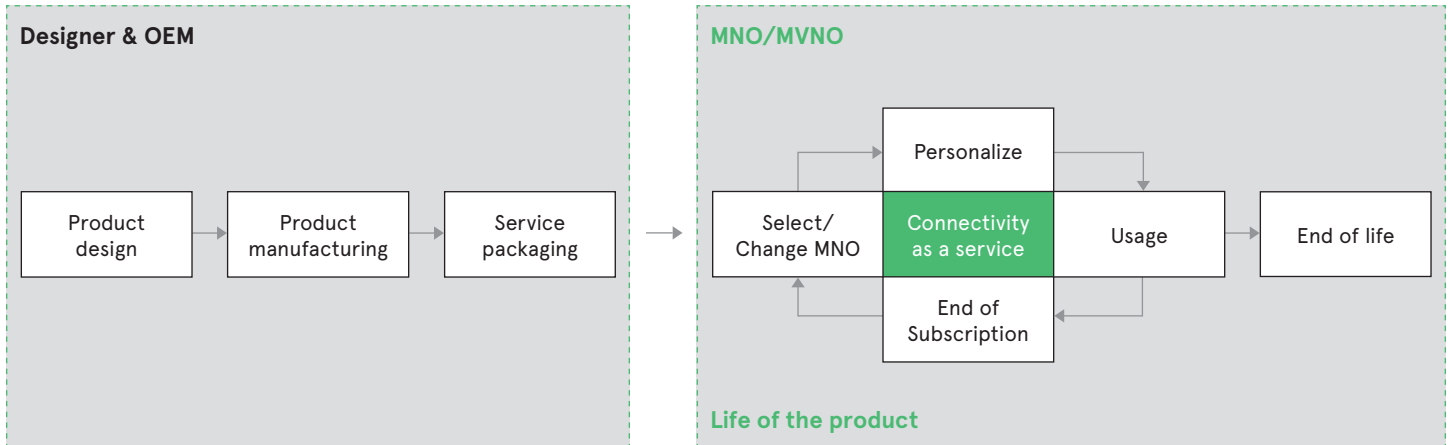 Designer & OEM
Product
design
Product
manufacturing
Service
packaging
MNO/MVNO
Personalize
Select/
Change MNO
Connectivity
as a service
Usage
End of life
End of
Subscription
Life of the product